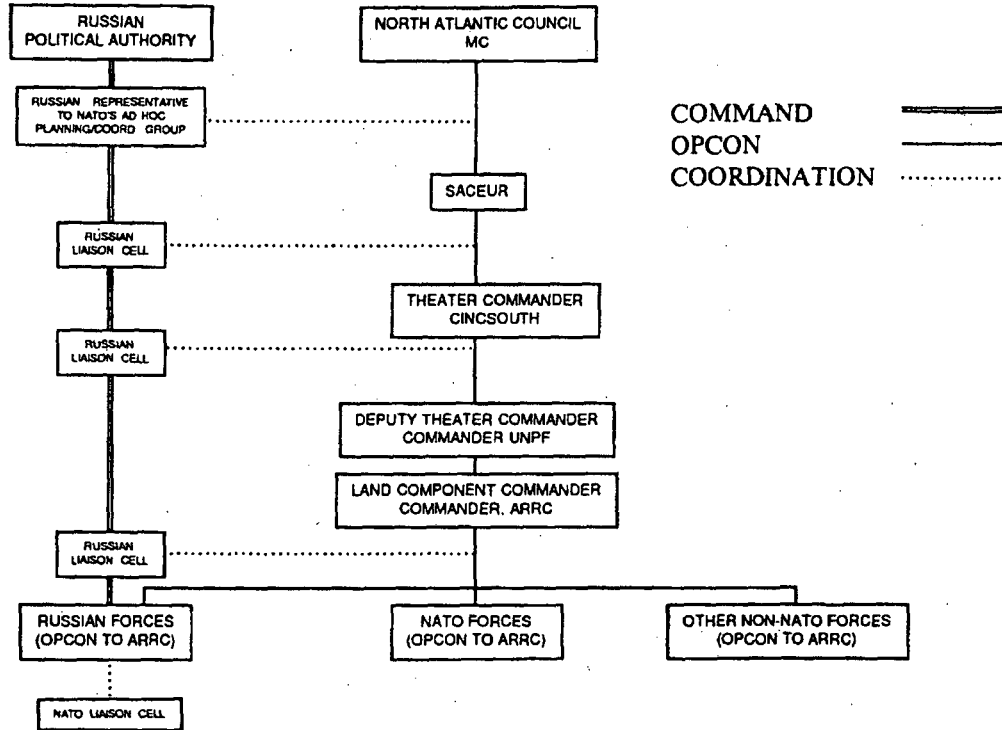 RUSSIAN
POLITICAL AUTHORITY
NORTH ATLANTIC COUNCIL
MC
RUSSIAN REPRESENTATIVE
TO NATO'S AD HOC
PLANNING/COORD GROUP
COMMAND
OPCON
COORDINATION
SACEUR
RUSSIAN
LIAISON CELL
THEATER COMMANDER
CINCSOUTH
RUSSIAN
LIAISON CELL
DEPUTY THEATER COMMANDER
COMMANDER UNPF
LAND COMPONENT COMMANDER
COMMANDER, ARRC
RUSSIAN
LIAISON CELL
RUSSIAN FORCES
(OPCON TO ARRC)
NATO FORCES
(OPCON TO ARRC)
OTHER NON-NATO FORCES
(OPCON TO ARRC)
NATO LIAISON CELL